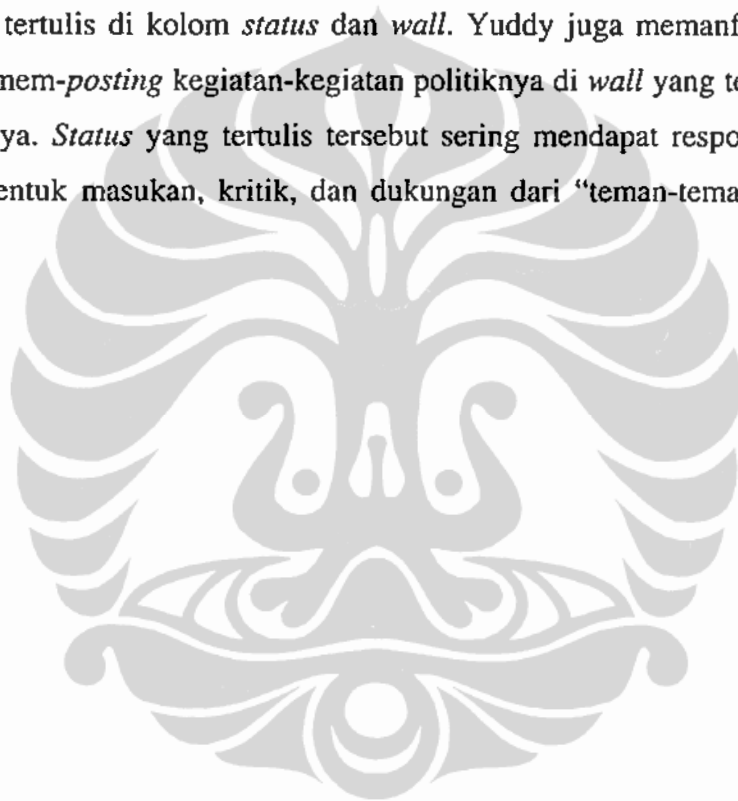 tertulis di kolom status dan wall. Yuddy juga memanf
mem-posting kegiatan-kegiatan politiknya di wall yang te
ya. Status yang tertulis tersebut sering mendapat respo
entuk masukan, kritik, dan dukungan dari “teman-tema